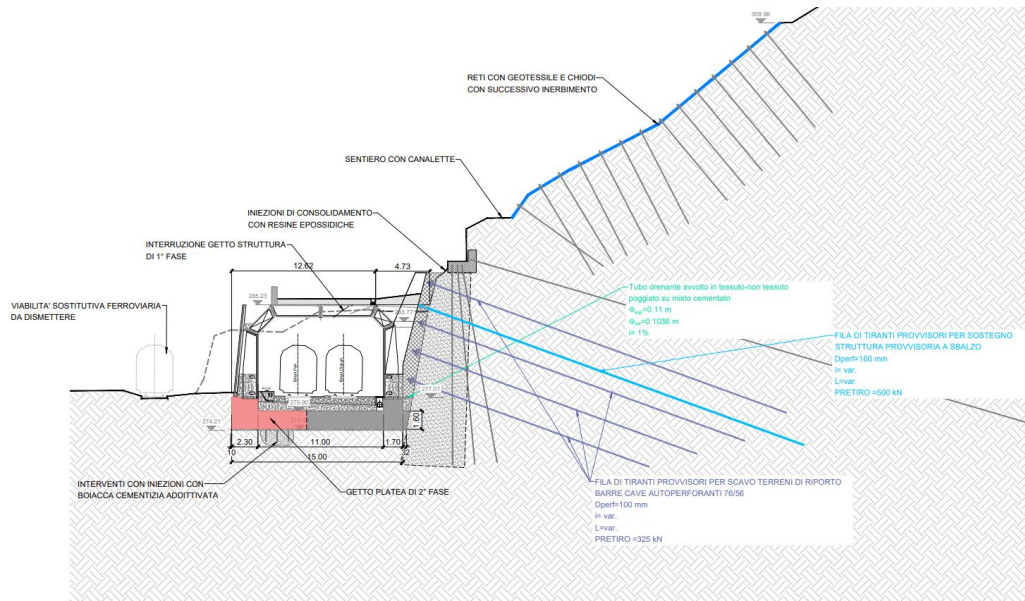 309.98
RETI CON GEOTESSILE E CHIODI
CON SUCCESSIVO INERBIMENTO
SENTIERO CON CANALETTE
INIEZIONI DI CONSOLIDAMENTO
CON RESINE EPOSSIDICHE
INTERRUZIONE GETTO STRUTTURA
DI 1° FASE
12.62
4.73
VIABILITA' SOSTITUTIVA FERROVIARIA
DA DISMETTERE
285.23
283.77
Tubo drenante avvolto in tessuto-non tessuto
poggiato su misto cementato
Φest=0.11 m
Φint=0.1036 m
i= 1%
FILA DI TIRANTI PROVVISORI PER SOSTEGNO
STRUTTURA PROVVISORIA A SBALZO
Dperf=160 mm
i= var.
L=var.
PRETIRO =500 kN
277.07
275.90
274.21
1.60
2.30
11.00
1.70
10
32
15.00
INTERVENTI CON INIEZIONI CON
BOIACCA CEMENTIZIA ADDITTIVATA
GETTO PLATEA DI 2° FASE
FILA DI TIRANTI PROVVISORI PER SCAVO TERRENI DI RIPORTO
BARRE CAVE AUTOPERFORANTI 76/56
Dperf=100 mm
i= var.
L=var.
PRETIRO =325 kN